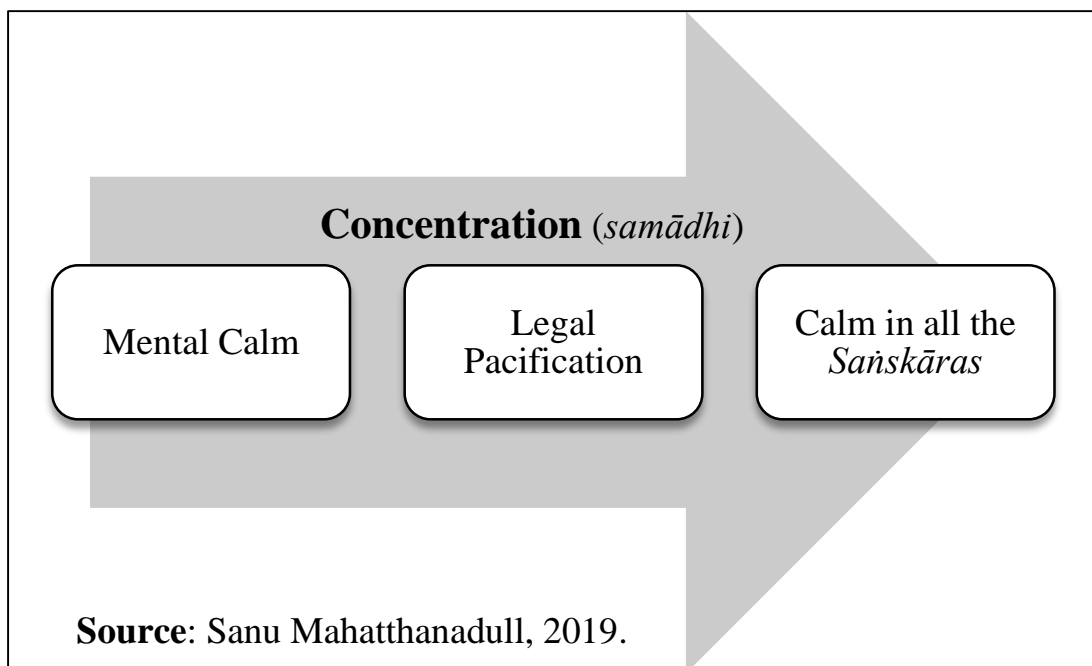 Concentration (samādhi)
Mental Calm
Legal
Pacification
Calm in all the
Saṅskāras
Source: Sanu Mahatthanadull, 2019.